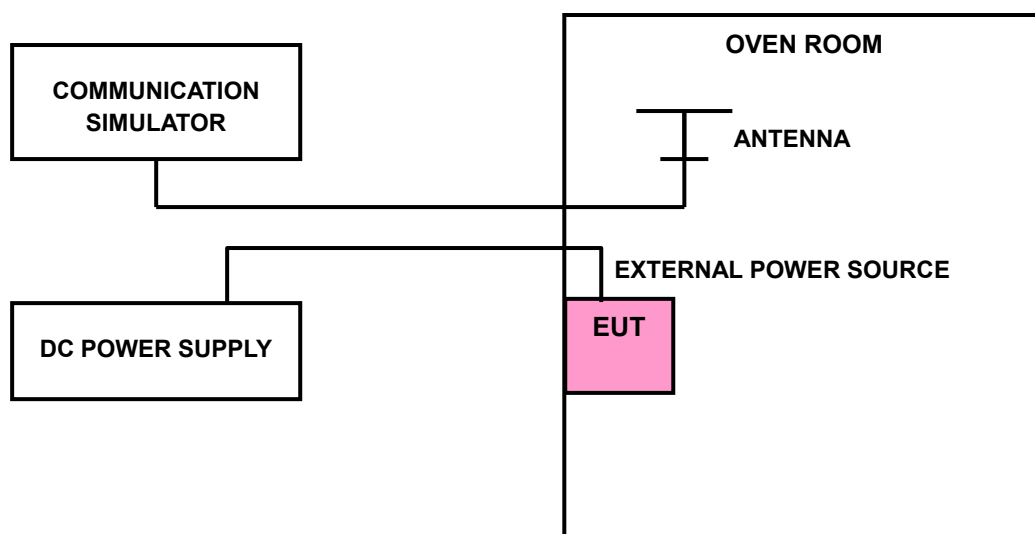 OVEN ROOM
COMMUNICATION
SIMULATOR
ANTENNA
EXTERNAL POWER SOURCE
EUT
DC POWER SUPPLY